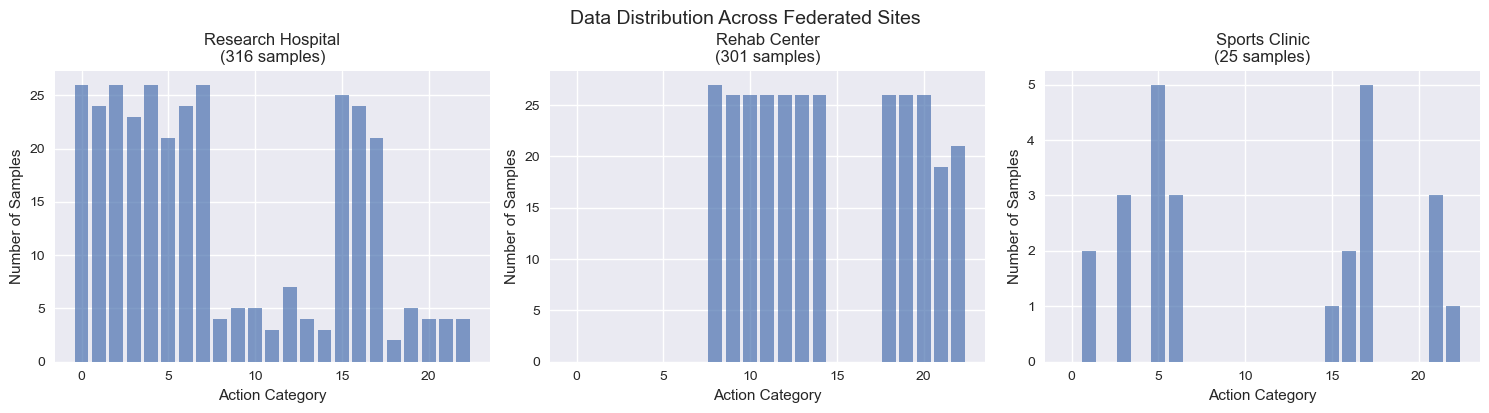 Data Distribution Across Federated Sites
Research Hospital
(316 samples)
Number of Samples
25
20
15
10
5
0
0
5
10
15
20
Action Category
Rehab Center
(301 samples)
Number of Samples
25
20
15
10
5
0
0
5
10
15
20
Action Category
Sports Clinic
(25 samples)
Number of Samples
5
4
3
2
1
0
0
5
10
15
20
Action Category